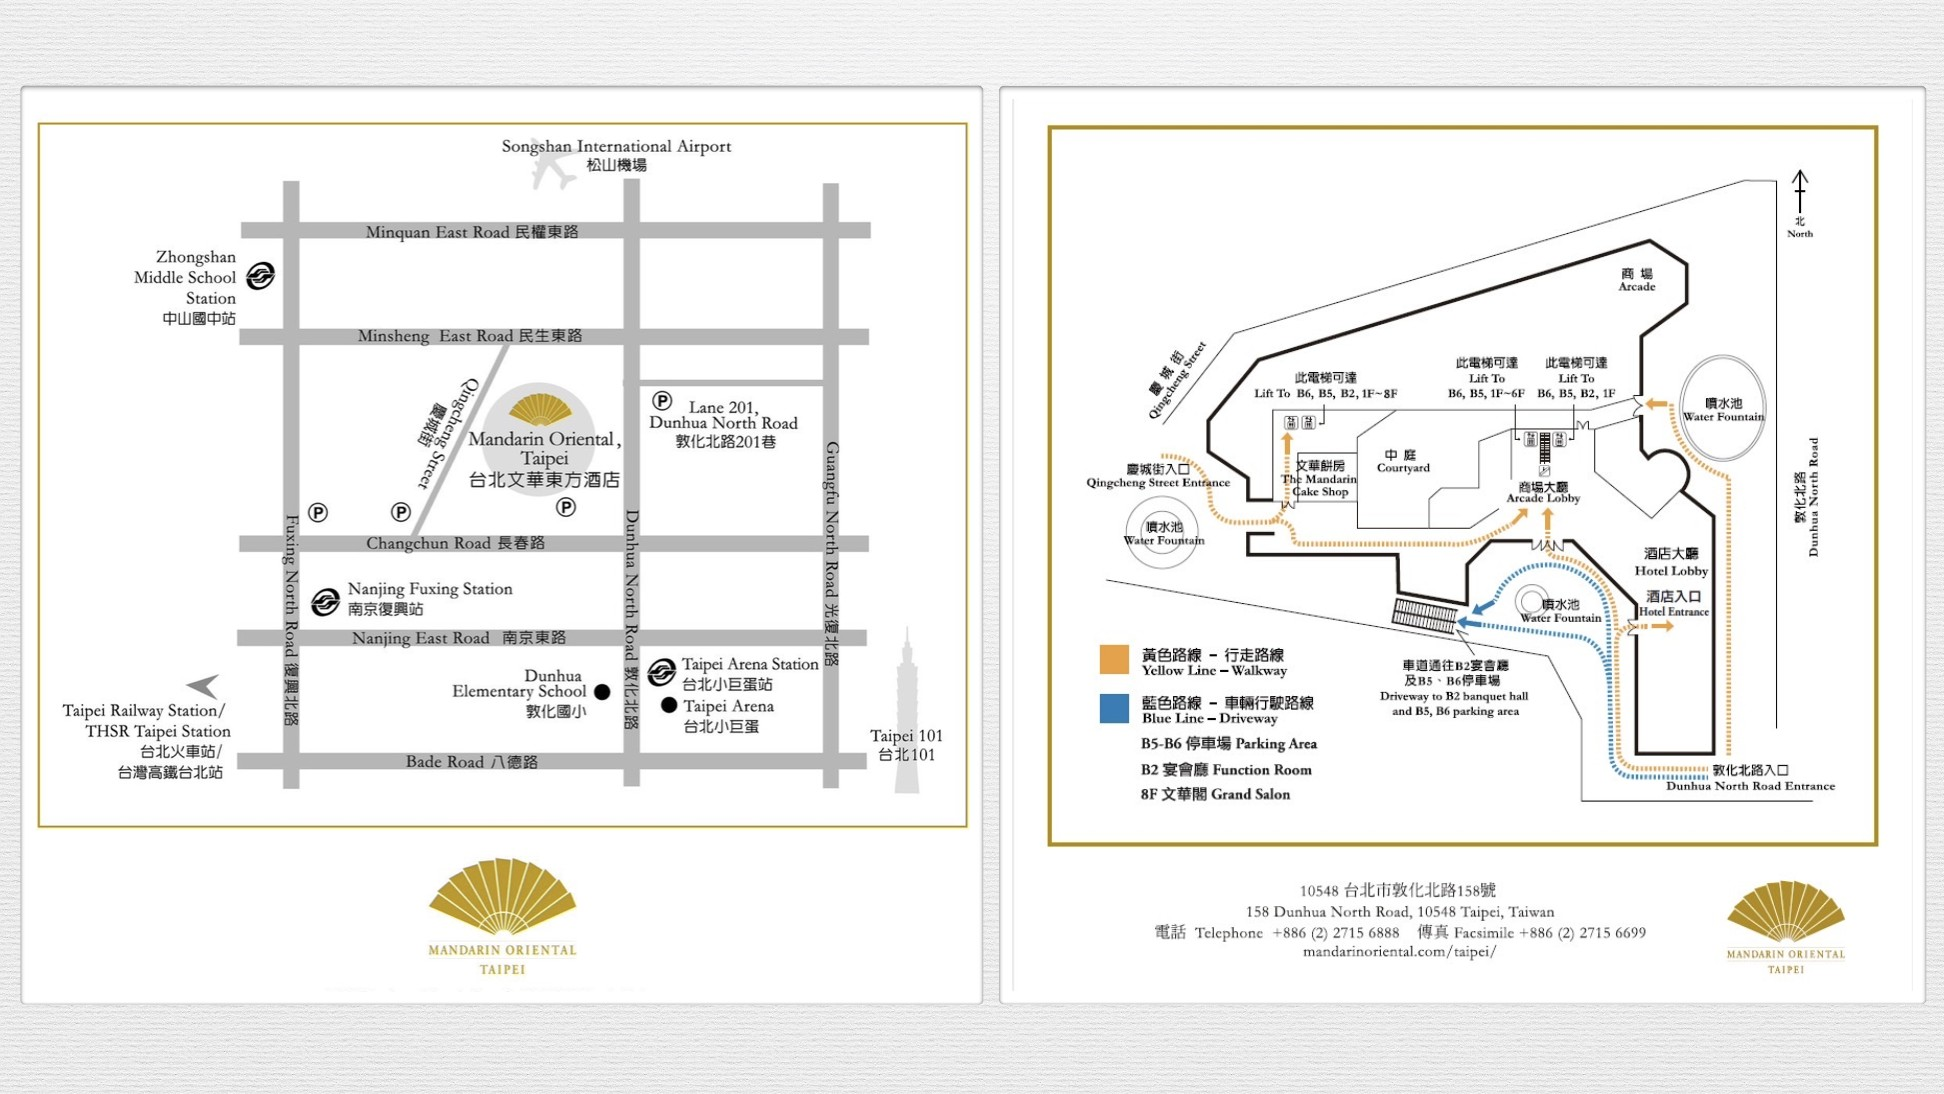 Songshan International Airport
松山機場
Minquan East Road 民權東路
Zhongshan
Middle School
Station
中山國中站
Minsheng East Road 民生東路
Qingcheng Street
慶城街
Mandarin Oriental,
Taipei
台北文華東方酒店
P
Lane 201,
Dunhua North Road
敦化北路201巷
P
P
P
Fuxing North Road 復興北路
Dunhua North Road 敦化北路
Guangfu North Road 光復北路
Changchun Road 長春路
Nanjing Fuxing Station
南京復興站
Nanjing East Road 南京東路
Dunhua
Elementary School
敦化國小
Taipei Arena Station
台北小巨蛋站
Taipei Arena
台北小巨蛋
Taipei Railway Station/
THSR Taipei Station
台北火車站/
台灣高鐵台北站
Taipei 101
台北101
Bade Road 八德路
MANDARIN ORIENTAL
TAIPEI
北
North
商 場
Arcade
慶 城 街
Qingcheng Street
此電梯可達
Lift To B6, B5, B2, 1F~8F
此電梯可達
Lift To
B6, B5, 1F~6F
此電梯可達
Lift To
B6, B5, B2, 1F
噴水池
Water Fountain
慶城街入口
Qingcheng Street Entrance
文華餅房
The Mandarin
Cake Shop
中 庭
Courtyard
商場大廳
Arcade Lobby
敦化北路
Dunhua North Road
噴水池
Water Fountain
酒店大廳
Hotel Lobby
酒店入口
Hotel Entrance
噴水池
Water Fountain
黃色路線 – 行走路線
Yellow Line – Walkway
藍色路線 – 車輛行駛路線
Blue Line – Driveway
B5-B6 停車場 Parking Area
B2 宴會廳 Function Room
8F 文華閣 Grand Salon
車道通往B2宴會廳
及B5、B6停車場
Driveway to B2 banquet hall
and B5, B6 parking area
敦化北路入口
Dunhua North Road Entrance
10548 台北市敦化北路158號
158 Dunhua North Road, 10548 Taipei, Taiwan
電話 Telephone +886 (2) 2715 6888 傳真 Facsimile +886 (2) 2715 6699
mandarinoriental.com/taipei/
MANDARIN ORIENTAL
TAIPEI